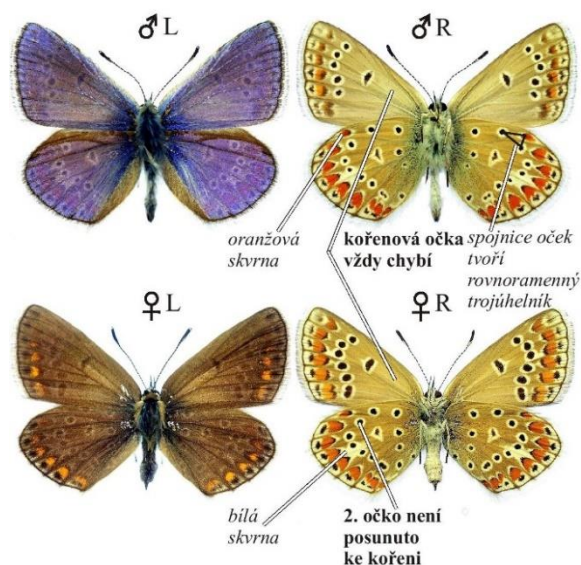 ♂ L
♂ R
oranžová
skvrna
kořenová očka
vždy chybí
spojnice oček
tvoří
rovnoramenný
trojúhelník
♀ L
♀ R
bílá
skvrna
2. očko není
posunuto
ke kořeni